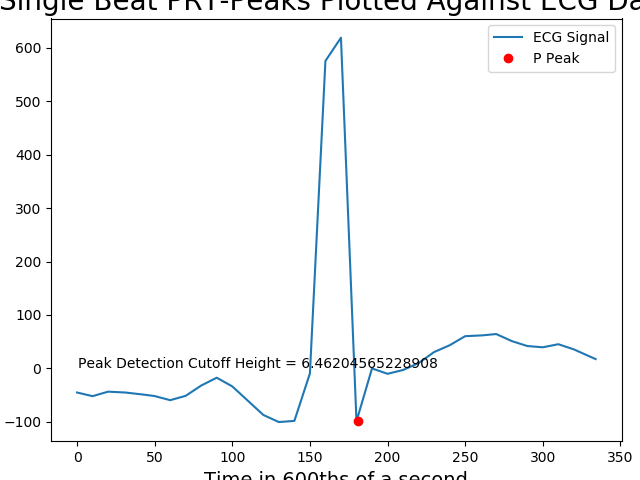 Single Beat PRT-Peaks Plotted Against ECG Da
ECG Signal
P Peak
600
500
400
300
200
100
0
−100
Peak Detection Cutoff Height = 6.46204565228908
0 50 100 150 200 250 300 350
Time in 600ths of a second